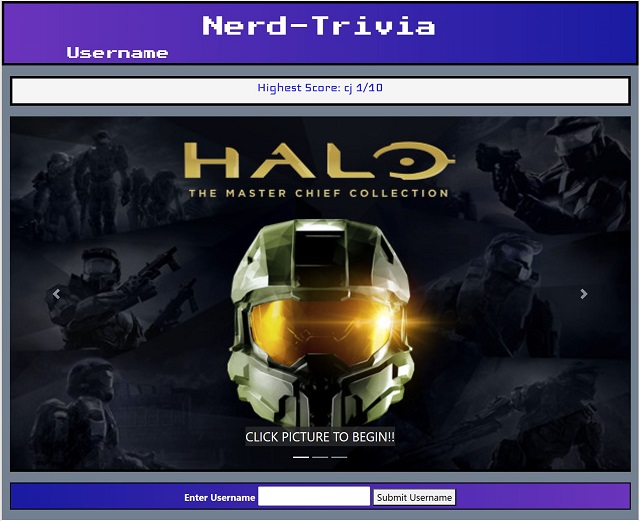 Nerd-Trivia
Username
Highest Score: cj 1/10
HALO
THE MASTER CHIEF COLLECTION
CLICK PICTURE TO BEGIN!!
Enter Username Submit Username